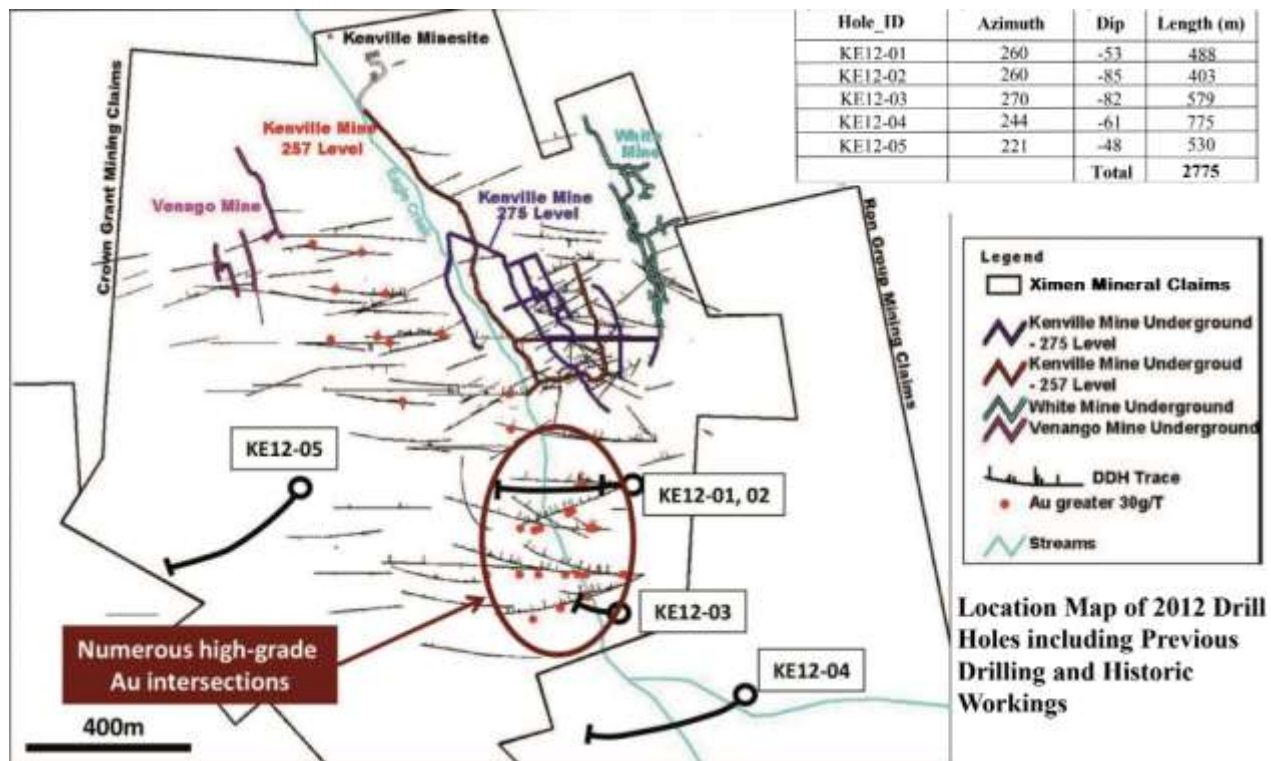 Hole_ID Azimuth Dip Length (m)
KE12-01 260 -53 488
KE12-02 260 -85 403
KE12-03 270 -82 579
KE12-04 244 -61 775
KE12-05 221 -48 530
Total 2775
Kenville Minesite
Crown Grant Mining Claims
Kenville Mine
257 Level
White
Mine
Venago Mine
Eagle Creek
Kenville Mine
275 Level
Ron Group Mining Claims
Legend
Ximen Mineral Claims
Kenville Mine Underground
- 275 Level
Kenville Mine Undergroud
- 257 Level
White Mine Underground
Venango Mine Underground
DDH Trace
Au greater 30g/T
Streams
KE12-05
KE12-01, 02
KE12-03
KE12-04
Numerous high-grade
Au intersections
400m
Location Map of 2012 Drill
Holes including Previous
Drilling and Historic
Workings